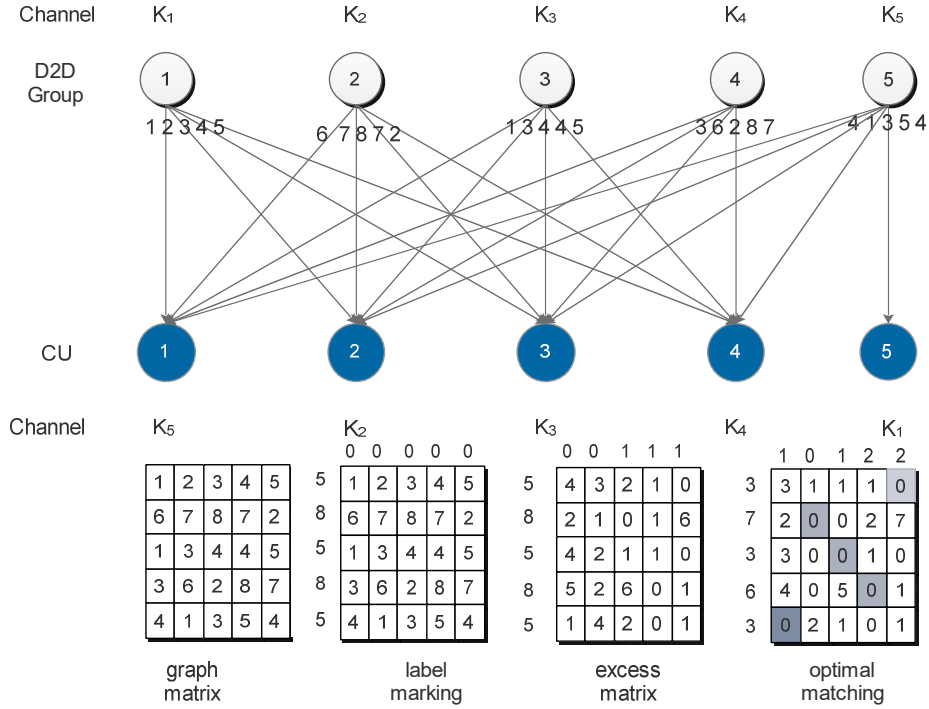 Channel K₁ K₂ K₃ K₄ K₅
D2D
Group
1 2 3 4 5
1 2 3 4 5
6 7 8 7 2
1 3 4 4 5
3 6 2 8 7
4 1 3 5 4
CU 1 2 3 4 5
Channel K₅ K₂ K₃ K₄ K₁
1 2 3 4 5
6 7 8 7 2
1 3 4 4 5
3 6 2 8 7
4 1 3 5 4
graph
matrix
0 0 0 0 0
5 1 2 3 4 5
8 6 7 8 7 2
5 1 3 4 4 5
8 3 6 2 8 7
5 4 1 3 5 4
label
marking
0 0 1 1 1
5 4 3 2 1 0
8 2 1 0 1 6
5 4 2 1 1 0
8 5 2 6 0 1
5 1 4 2 0 1
excess
matrix
1 0 1 2 2
3 3 1 1 1 0
7 2 0 0 2 7
3 3 0 0 1 0
6 4 0 5 0 1
3 0 2 1 0 1
optimal
matching